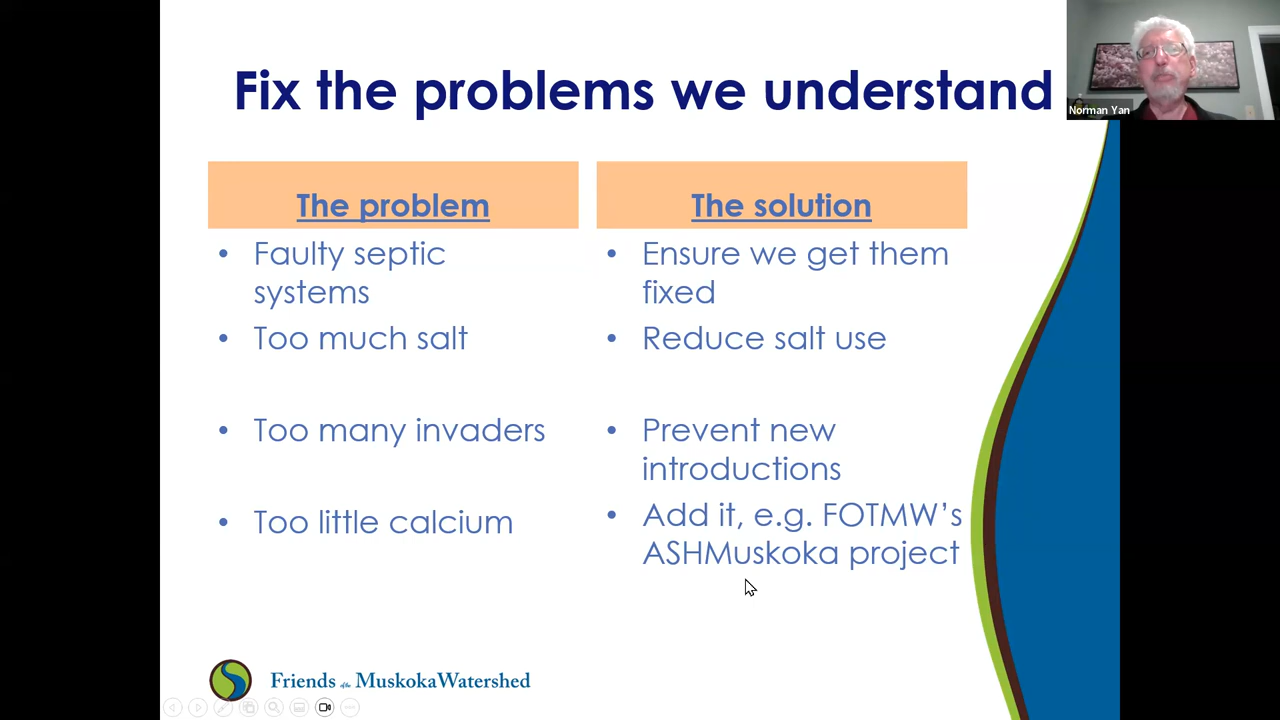 Fix the problems we understand
Norman Yan
The problem
The solution
• Faulty septic
systems
• Ensure we get them
fixed
• Too much salt
• Reduce salt use
• Too many invaders
• Prevent new
introductions
• Too little calcium
• Add it, e.g. FOTMW’s
ASHMuskoka project
Friends of the MuskokaWatershed